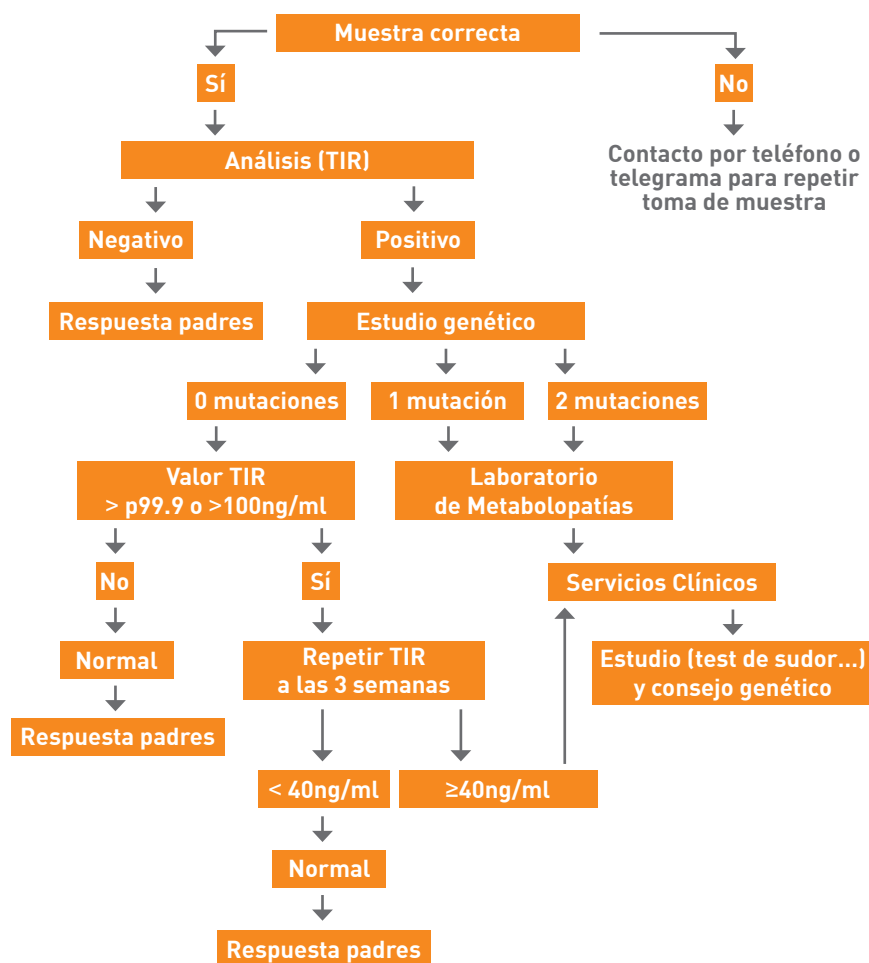 Muestra correcta
Sí
No
Análisis (TIR)
Contacto por teléfono o
telegrama para repetir
toma de muestra
Negativo
Positivo
Respuesta padres
Estudio genético
0 mutaciones
1 mutación
2 mutaciones
Valor TIR
> p99.9 o >100ng/ml
Laboratorio
de Metabolopatías
No
Sí
Servicios Clínicos
Normal
Repetir TIR
a las 3 semanas
Estudio (test de sudor...)
y consejo genético
Respuesta padres
< 40ng/ml
≥40ng/ml
Normal
Respuesta padres